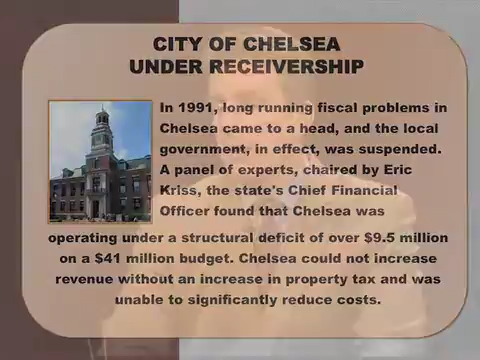 CITY OF CHELSEA
UNDER RECEIVERSHIP
In 1991, long running fiscal problems in
Chelsea came to a head, and the local
government, in effect, was suspended.
A panel of experts, chaired by Eric
Kriss, the state's Chief Financial
Officer found that Chelsea was
operating under a structural deficit of over $9.5 million
on a $41 million budget. Chelsea could not increase
revenue without an increase in property tax and was
unable to significantly reduce costs.